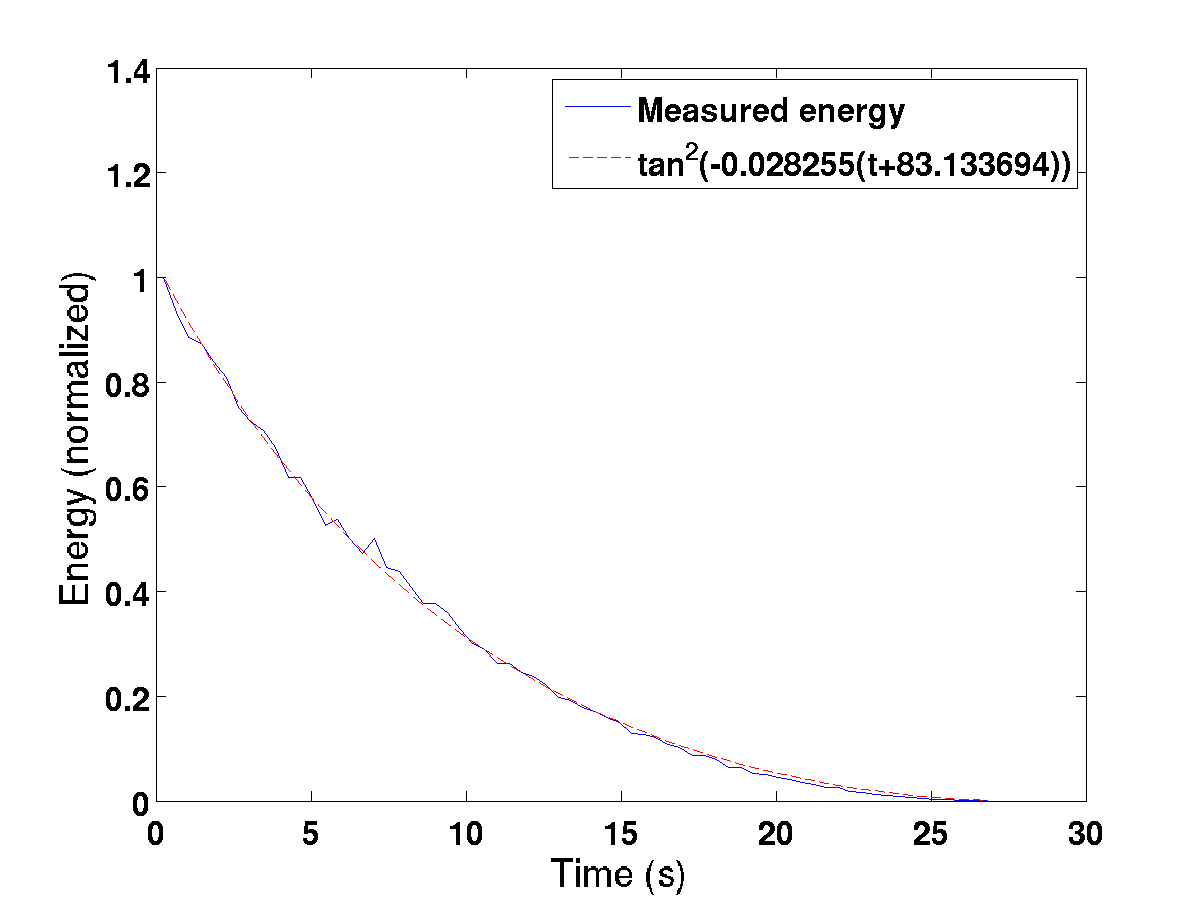 1.4
1.2
1
0.8
0.6
0.4
0.2
0
Energy (normalized)
Measured energy
tan²(-0.028255(t+83.133694))
0 5 10 15 20 25 30
Time (s)